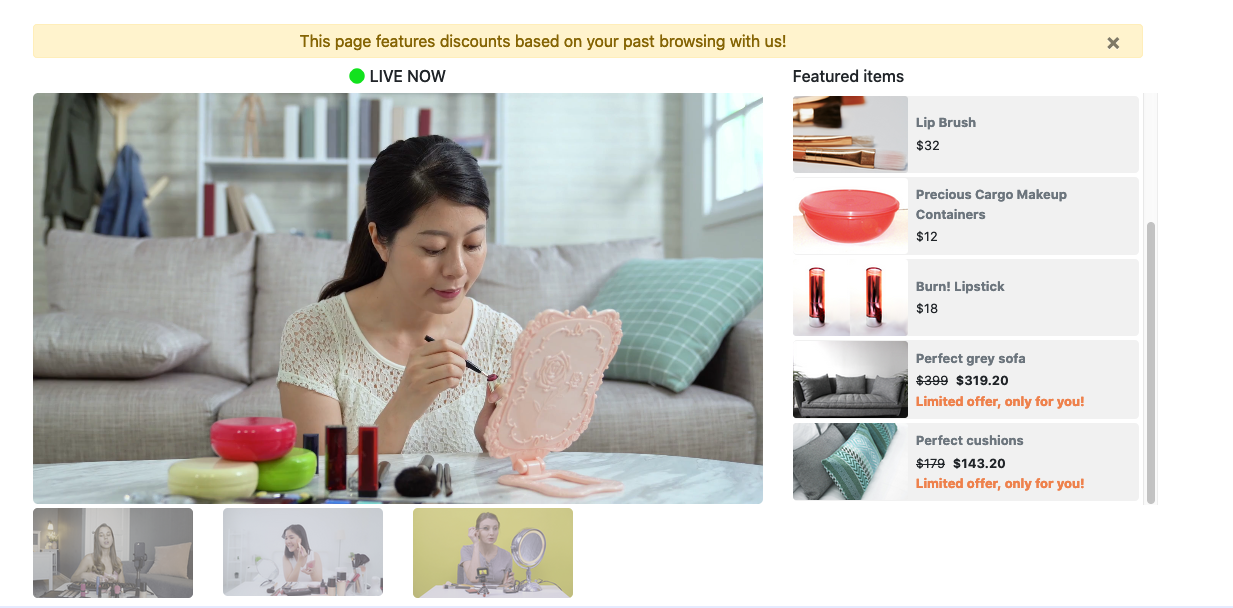 This page features discounts based on your past browsing with us!
×
LIVE NOW
Featured items
Lip Brush
$32
Precious Cargo Makeup
Containers
$12
Burn! Lipstick
$18
Perfect grey sofa
$399 $319.20
Limited offer, only for you!
Perfect cushions
$179 $143.20
Limited offer, only for you!